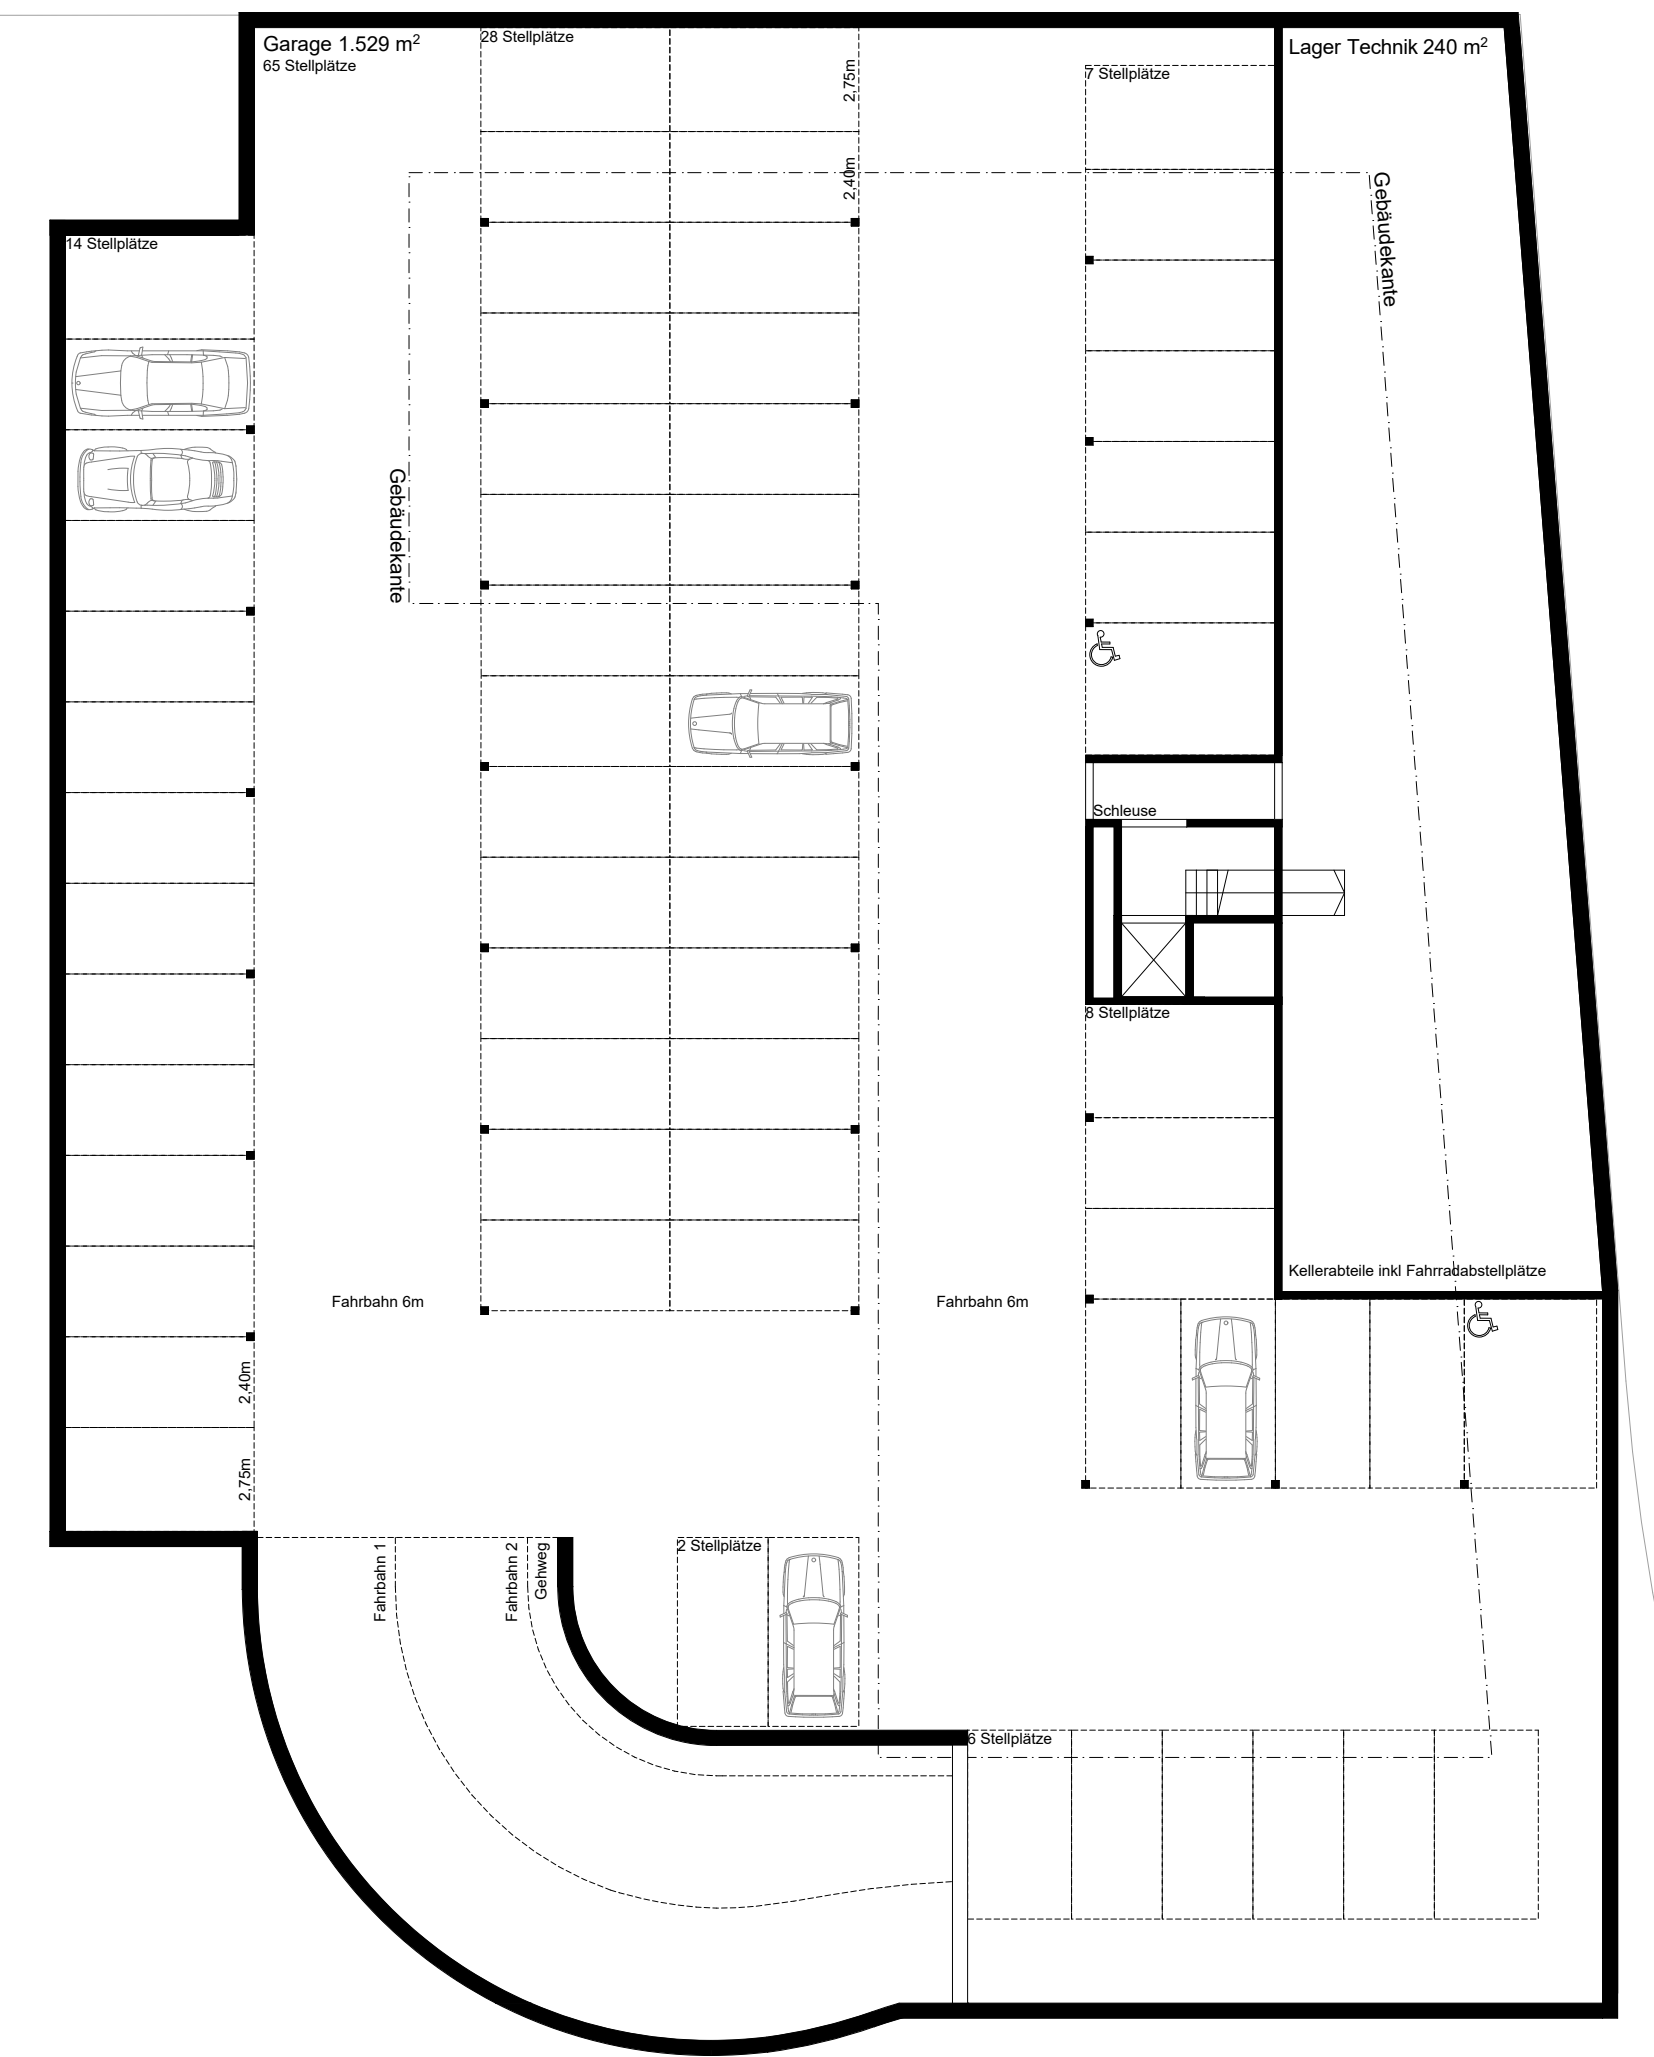 Garage 1.529 m²
65 Stellplätze
28 Stellplätze
2,75m
2,40m
7 Stellplätze
Lager Technik 240 m²
Gebäudekante
14 Stellplätze
Gebäudekante
Schleuse
8 Stellplätze
Kellerabteile inkl Fahrradabstellplätze
Fahrbahn 6m
Fahrbahn 6m
2,40m
2,75m
Fahrbahn 1
Fahrbahn 2
Gehweg
2 Stellplätze
6 Stellplätze